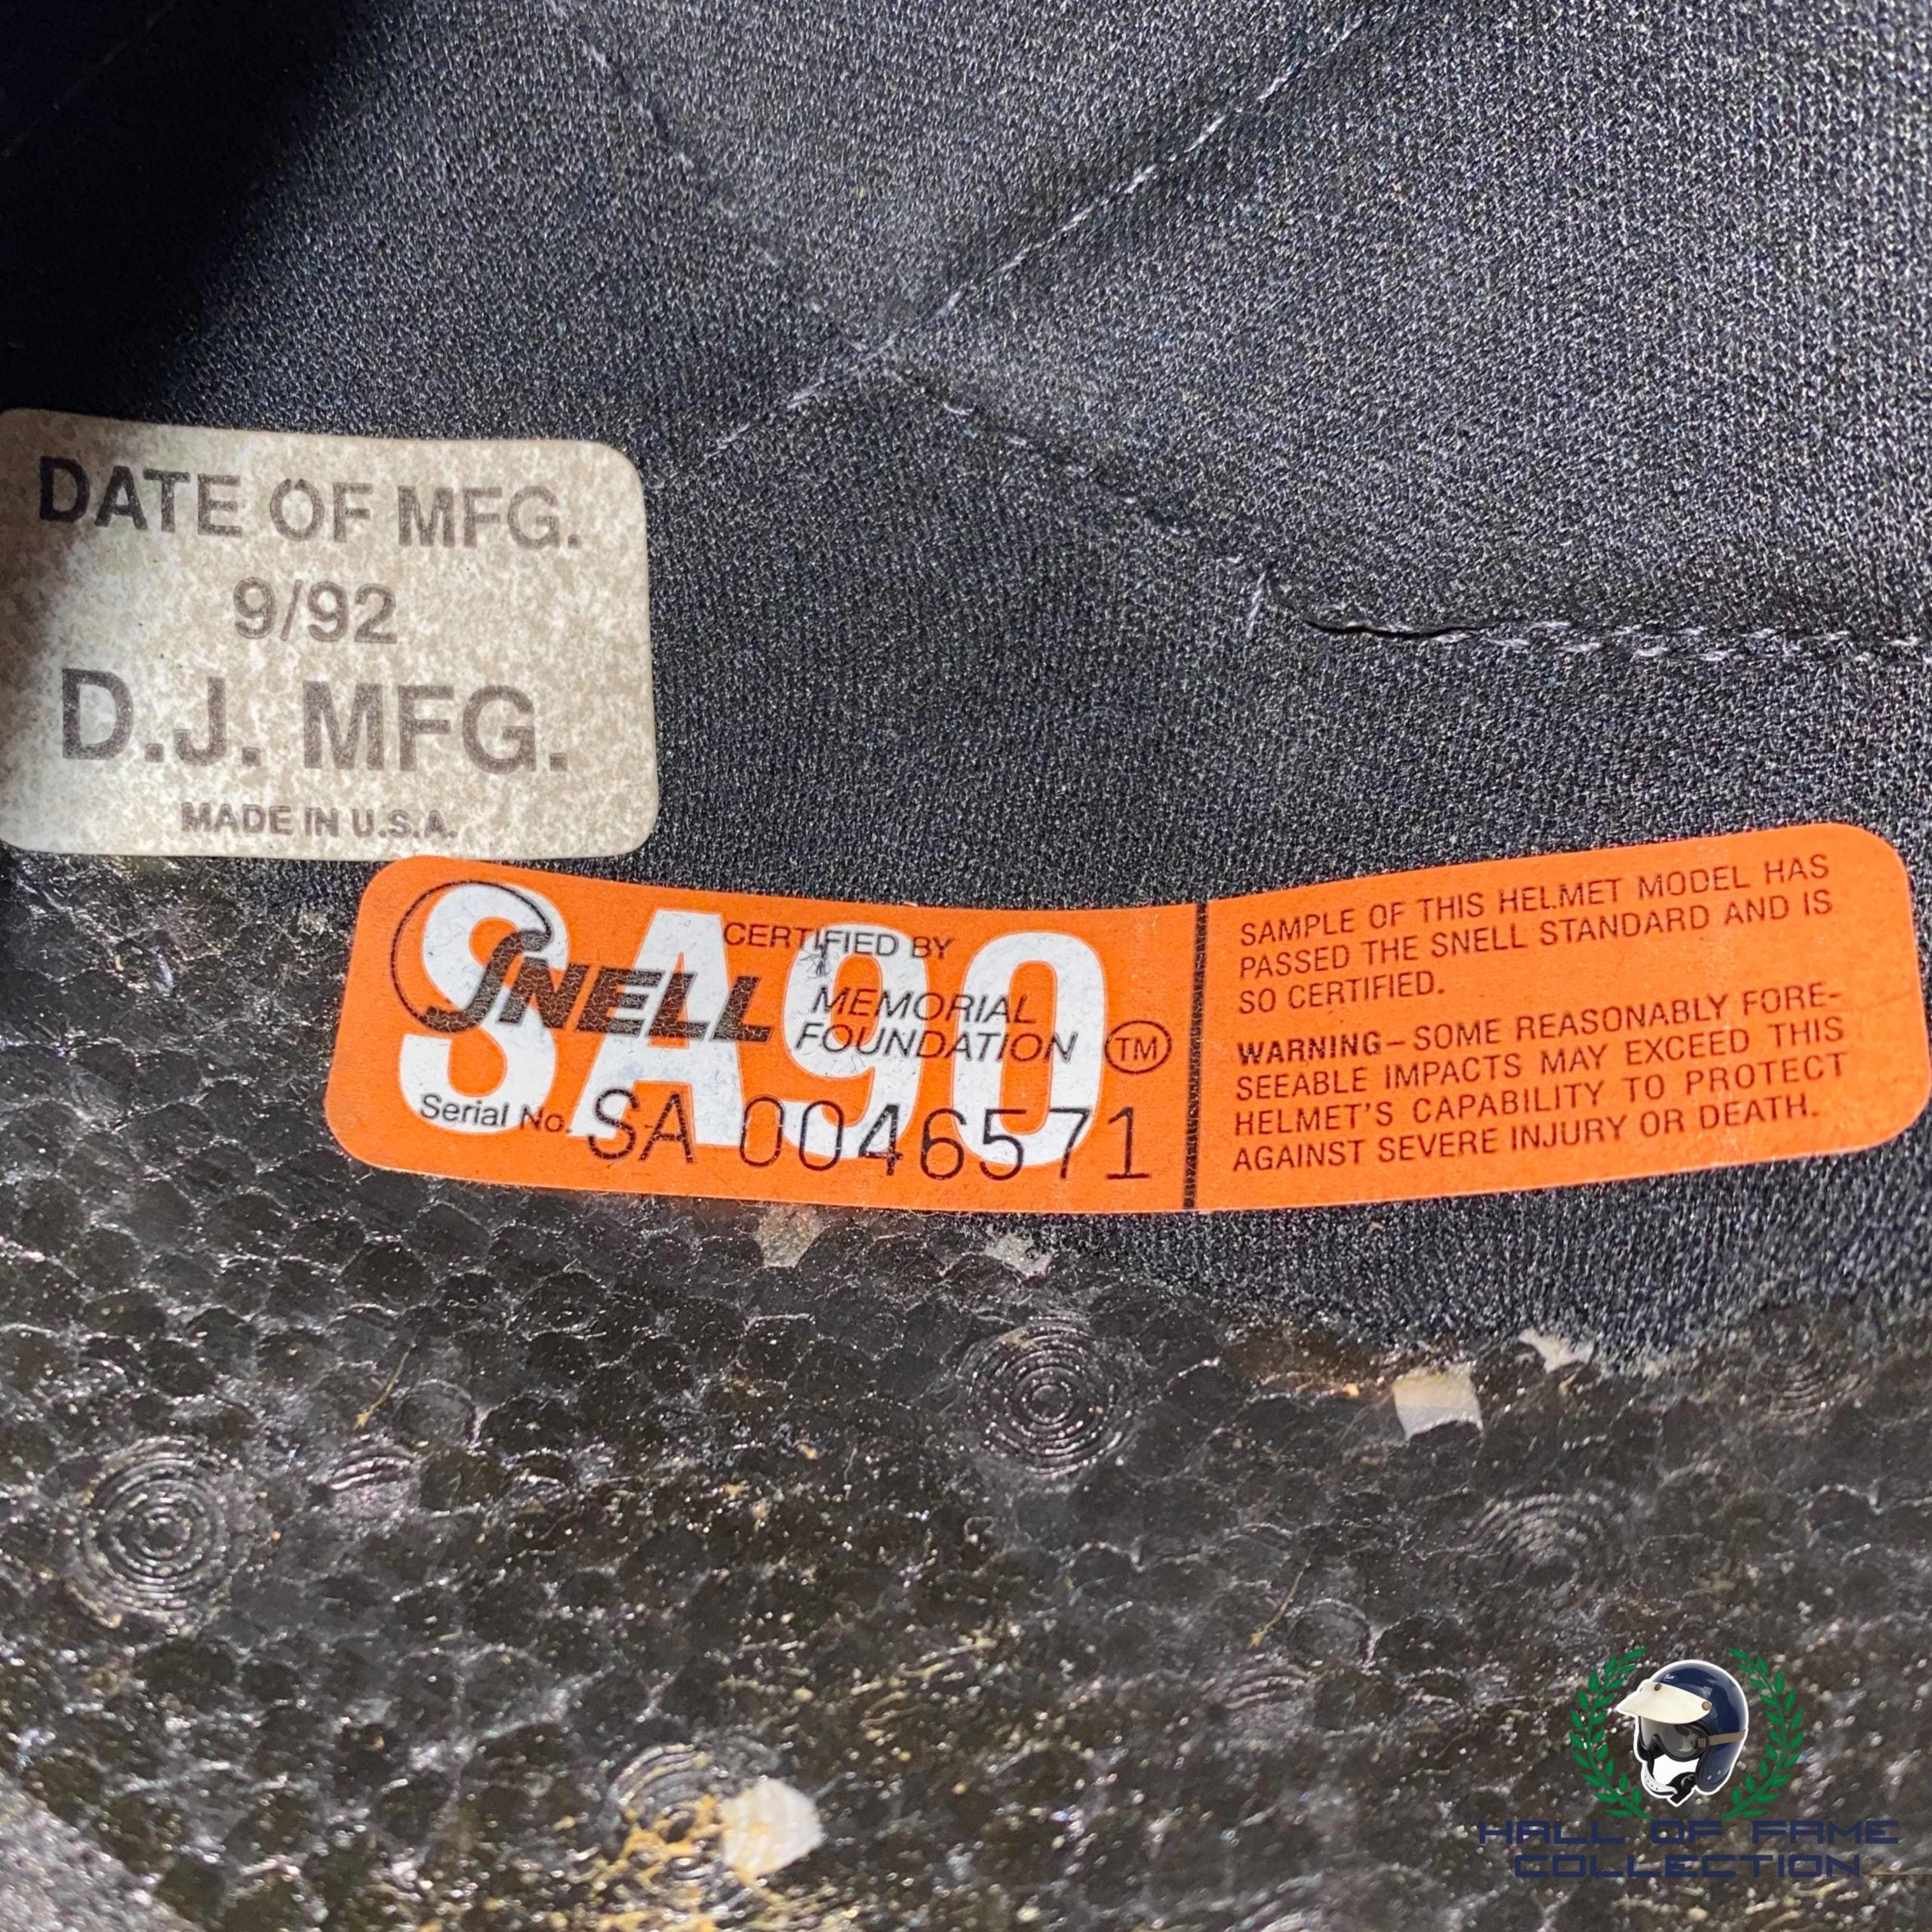 DATE OF MFG.
9/92
D.J. MFG.
MADE IN U.S.A.
SA90
CERTIFIED BY
SNELL MEMORIAL
FOUNDATION TM
Serial No. SA 0046571
SAMPLE OF THIS HELMET MODEL HAS
PASSED THE SNELL STANDARD AND IS
SO CERTIFIED.
WARNING–SOME REASONABLY FORE-
SEEABLE IMPACTS MAY EXCEED THIS
HELMET'S CAPABILITY TO PROTECT
AGAINST SEVERE INJURY OR DEATH.
HALL OF FAME
COLLECTION